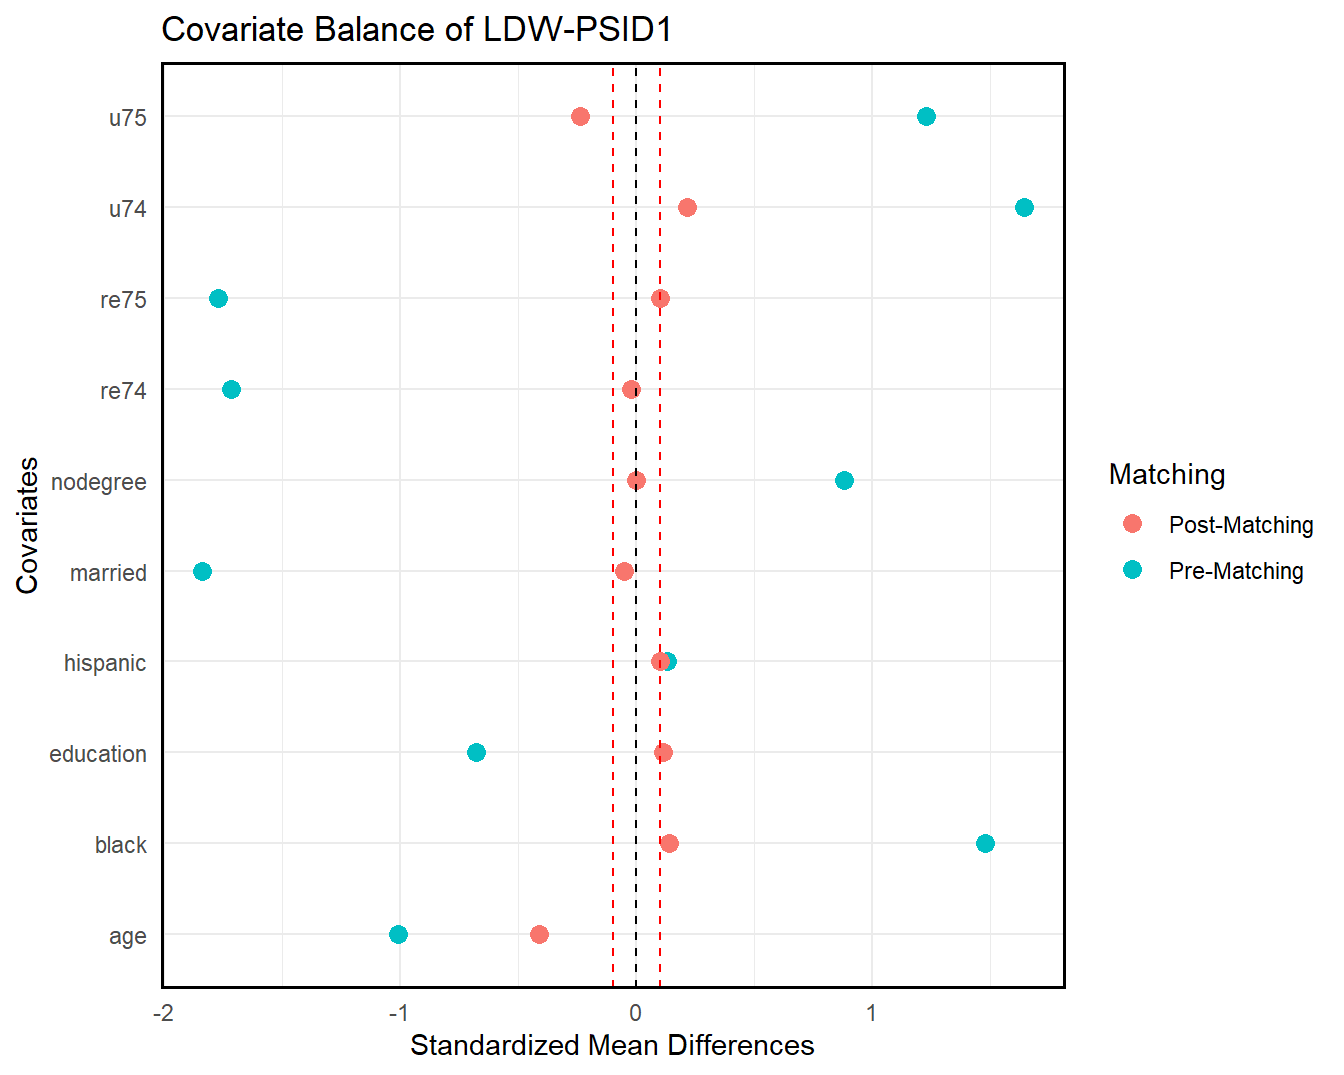 Covariate Balance of LDW-PSID1
u75
u74
re75
re74
nodegree
married
hispanic
education
black
age
Covariates
-2 -1 0 1
Standardized Mean Differences
Matching
Post-Matching
Pre-Matching